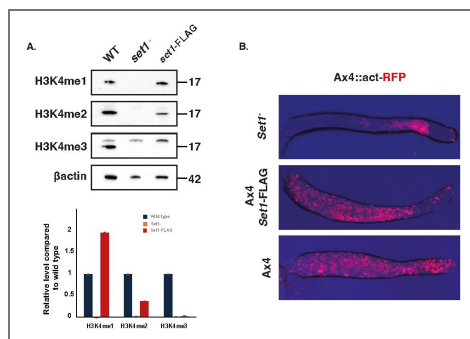 A.
WT set1- set1-FLAG
H3K4me1 17
H3K4me2 17
H3K4me3 17
βactin 42
Relative level compared
to wild type
2
1.5
1
0.5
0
Wild type
Set1-
Set1-FLAG
H3K4me1 H3K4me2 H3K4me3
B.
Ax4::act-RFP
Set1-
Ax4
Set1-FLAG
Ax4